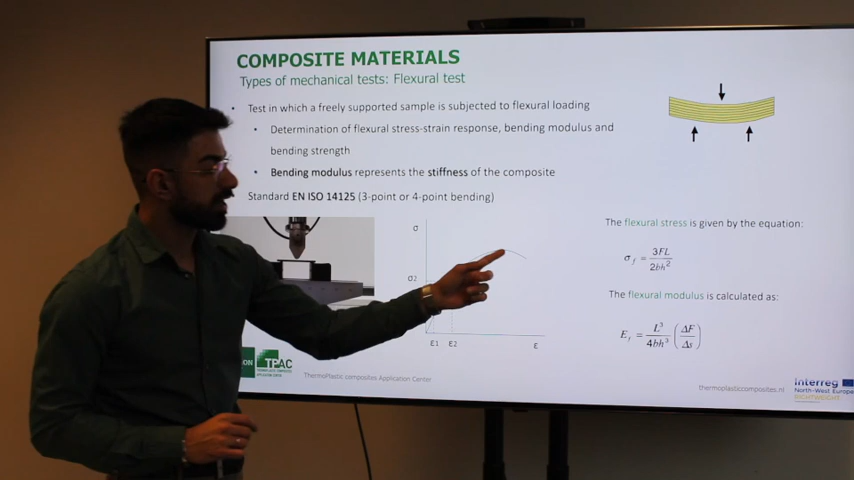 COMPOSITE MATERIALS
Types of mechanical tests: Flexural test
• Test in which a freely supported sample is subjected to flexural loading
• Determination of flexural stress-strain response, bending modulus and
bending strength
• Bending modulus represents the stiffness of the composite
Standard EN ISO 14125 (3-point or 4-point bending)
σ
σ2
ε1 ε2 ε
The flexural stress is given by the equation:
σf = 3FL / 2bh²
The flexural modulus is calculated as:
Ef = L³ / 4bh³ (ΔF / Δs)
TPAC
ThermoPlastic composites Application Center
thermoplasticcomposites.nl
Interreg
North-West Europe